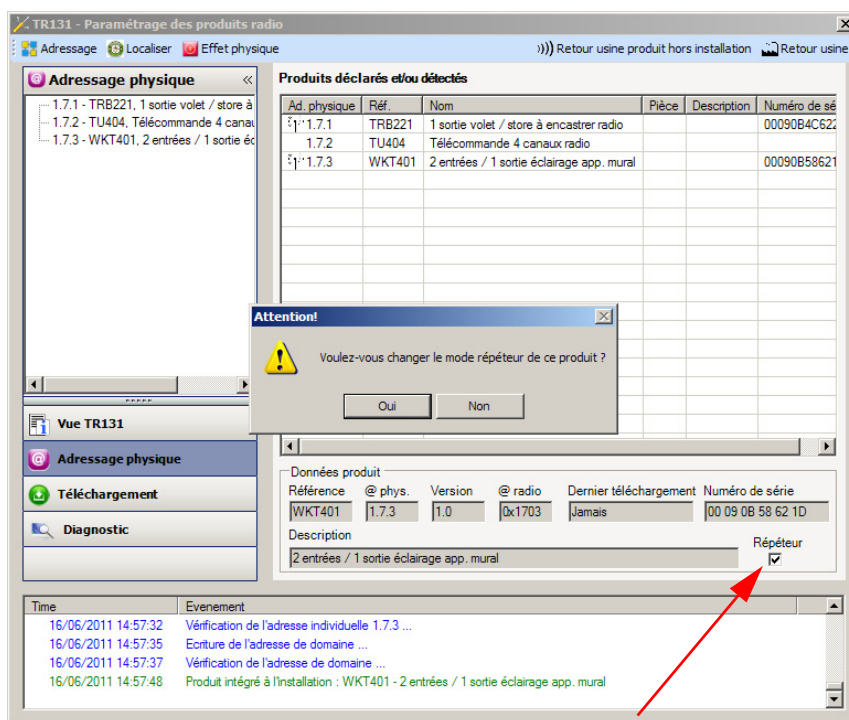 TR131 - Paramétrage des produits radio
Adressage Localiser Effet physique Retour usine produit hors installation Retour usine
Adressage physique
1.7.1 - TRB221, 1 sortie volet / store à
1.7.2 - TU404, Télécommande 4 canau
1.7.3 - WKT401, 2 entrées / 1 sortie éc
Vue TR131
Adressage physique
Téléchargement
Diagnostic
Produits déclarés et/ou détectés
Ad. physique Réf. Nom Pièce Description Numéro de sé
1.7.1 TRB221 1 sortie volet / store à encastrer radio 00090B4C622
1.7.2 TU404 Télécommande 4 canaux radio
1.7.3 WKT401 2 entrées / 1 sortie éclairage app. mural 00090B58621
Attention!
Voulez-vous changer le mode répéteur de ce produit ?
Oui Non
Données produit
Référence @ phys. Version @ radio Dernier téléchargement Numéro de série
WKT401 1.7.3 1.0 0x1703 Jamais 00 09 0B 58 62 1D
Description
2 entrées / 1 sortie éclairage app. mural
Répéteur
Time Evenement
16/06/2011 14:57:32 Vérification de l'adresse individuelle 1.7.3 ...
16/06/2011 14:57:35 Ecriture de l'adresse de domaine ...
16/06/2011 14:57:37 Vérification de l'adresse de domaine ...
16/06/2011 14:57:48 Produit intégré à l'installation : WKT401 - 2 entrées / 1 sortie éclairage app. mural